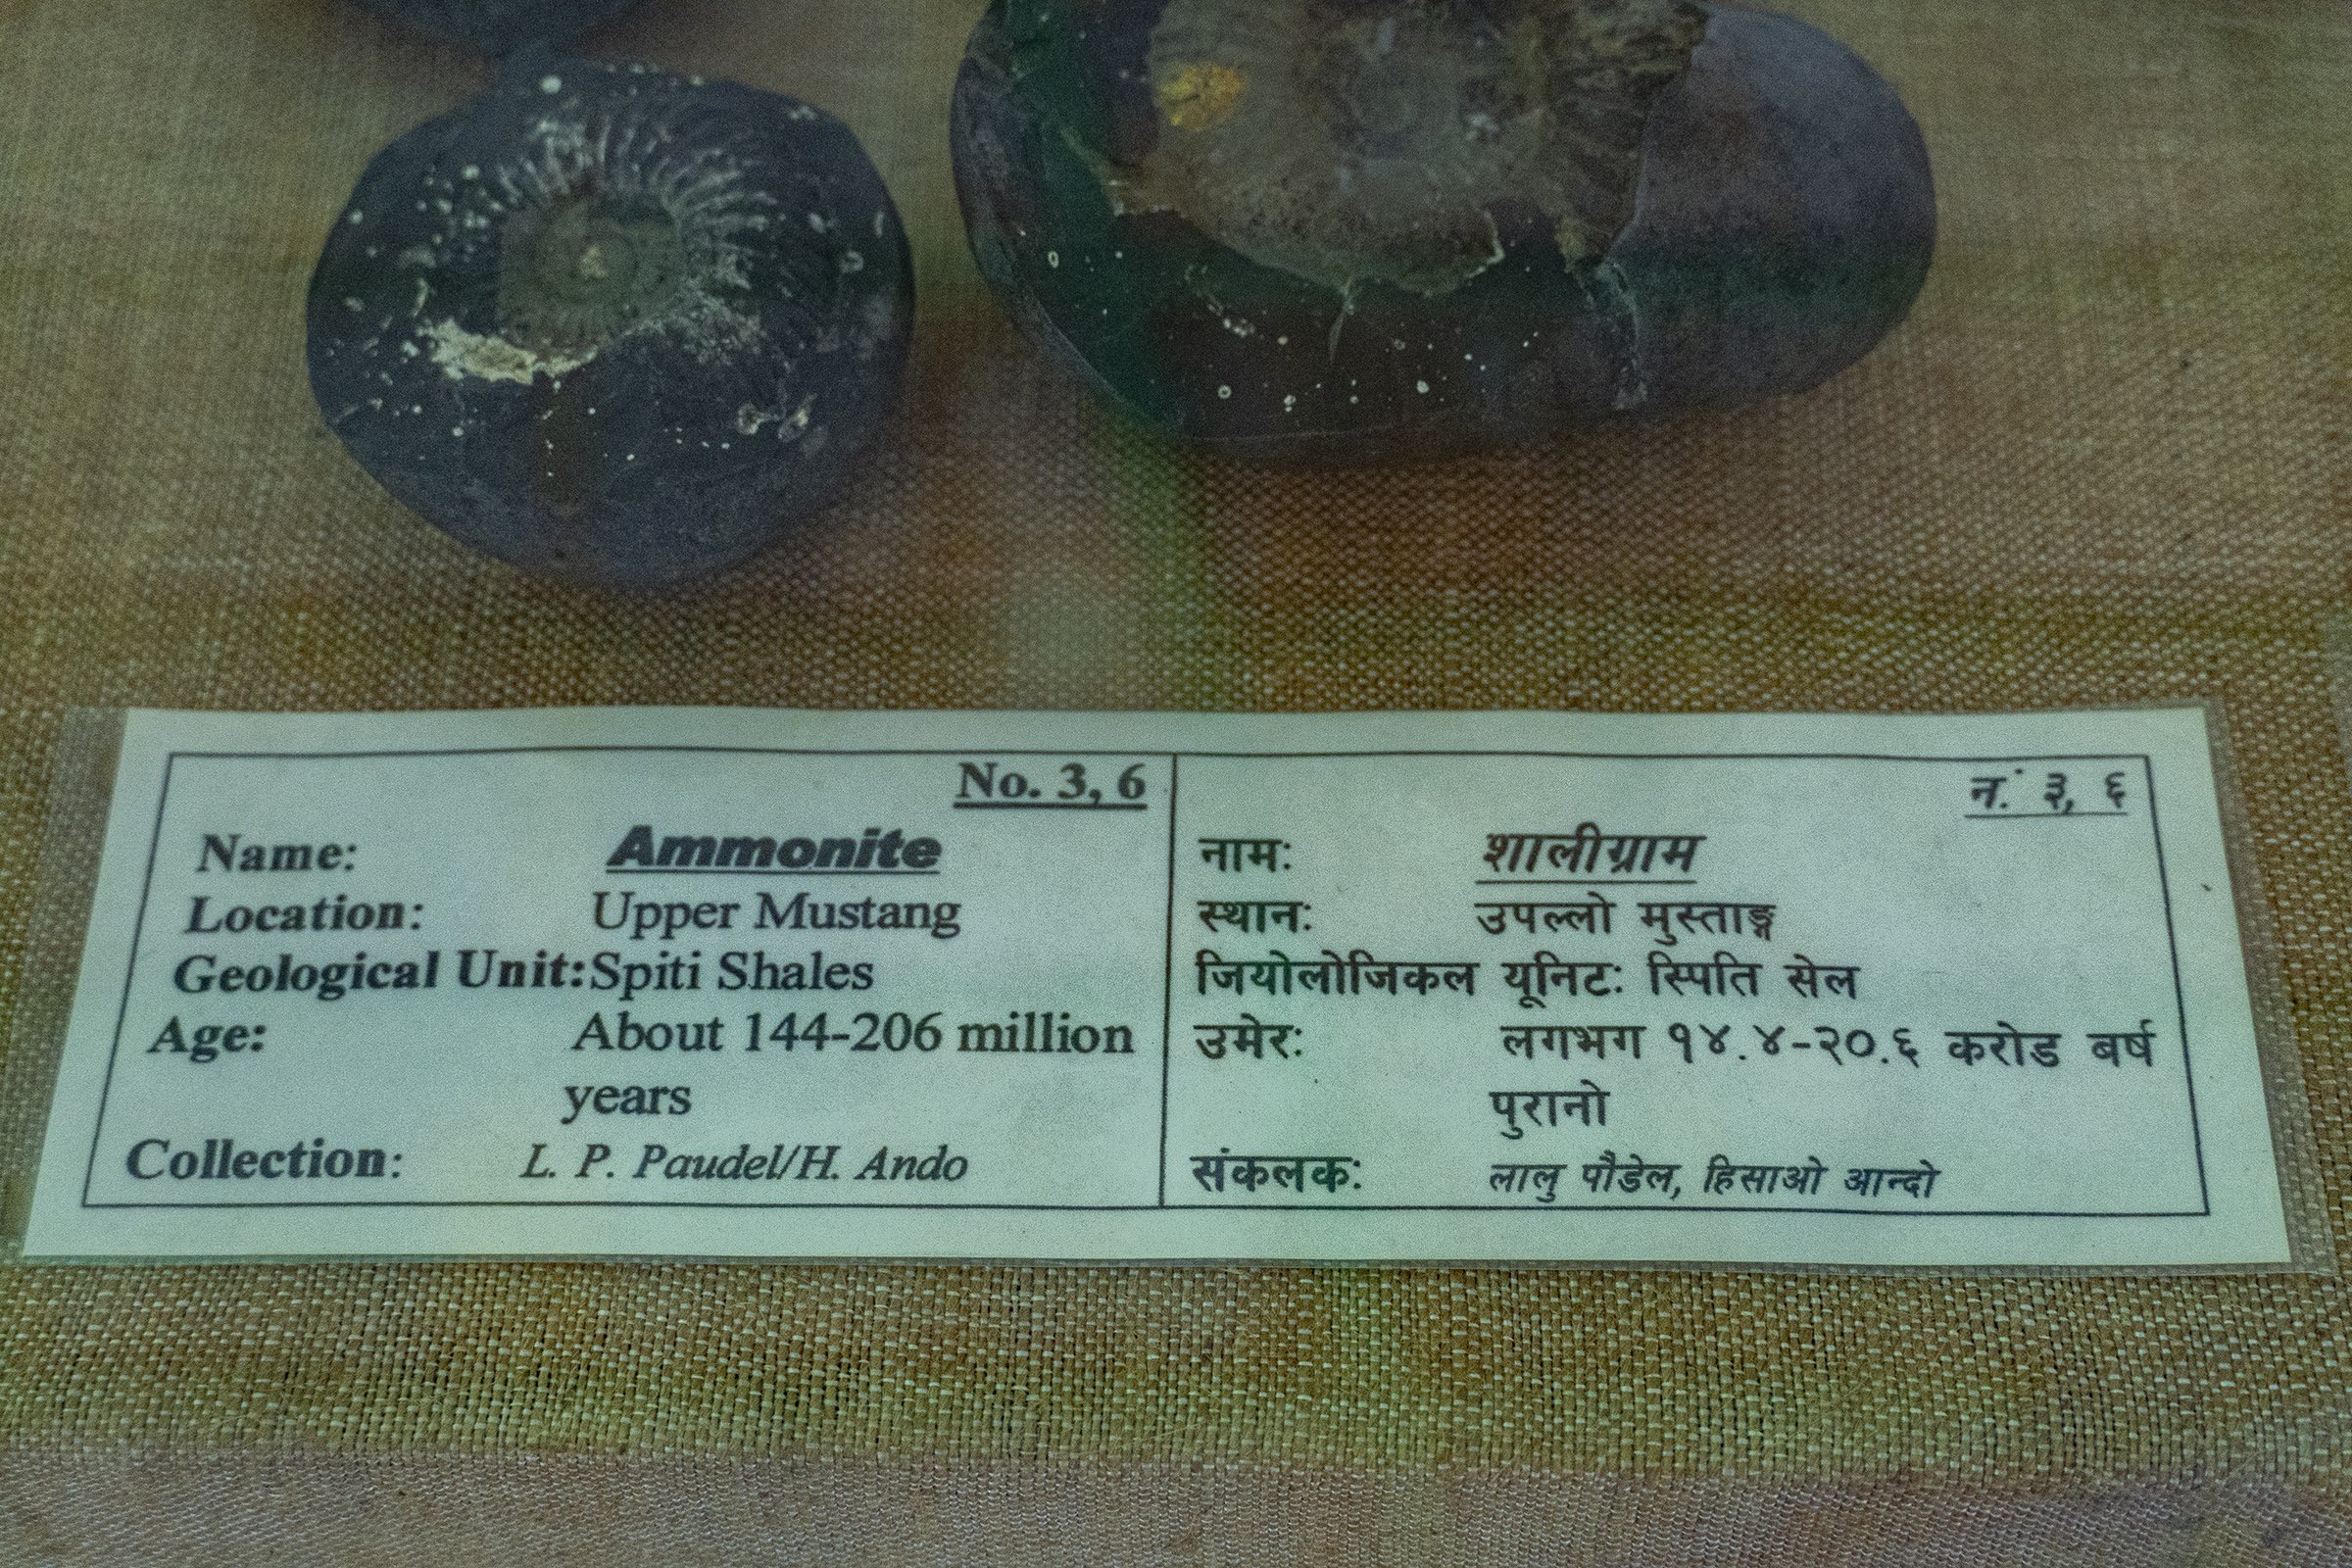 No. 3, 6
Name: Ammonite
Location: Upper Mustang
Geological Unit: Spiti Shales
Age: About 144-206 million
years
Collection: L. P. Paudel/H. Ando
न.ं ३, ६
नामः शालीग्राम
स्थानः उपल्लो मुस्ताङ्ग
जियोलोजिकल यूनिटः स्पिति सेल
उमेरः लगभग १४.४-२०.६ करोड बर्ष
पुरानो
संकलकः लालु पौडेल, हिसाओ आन्दो